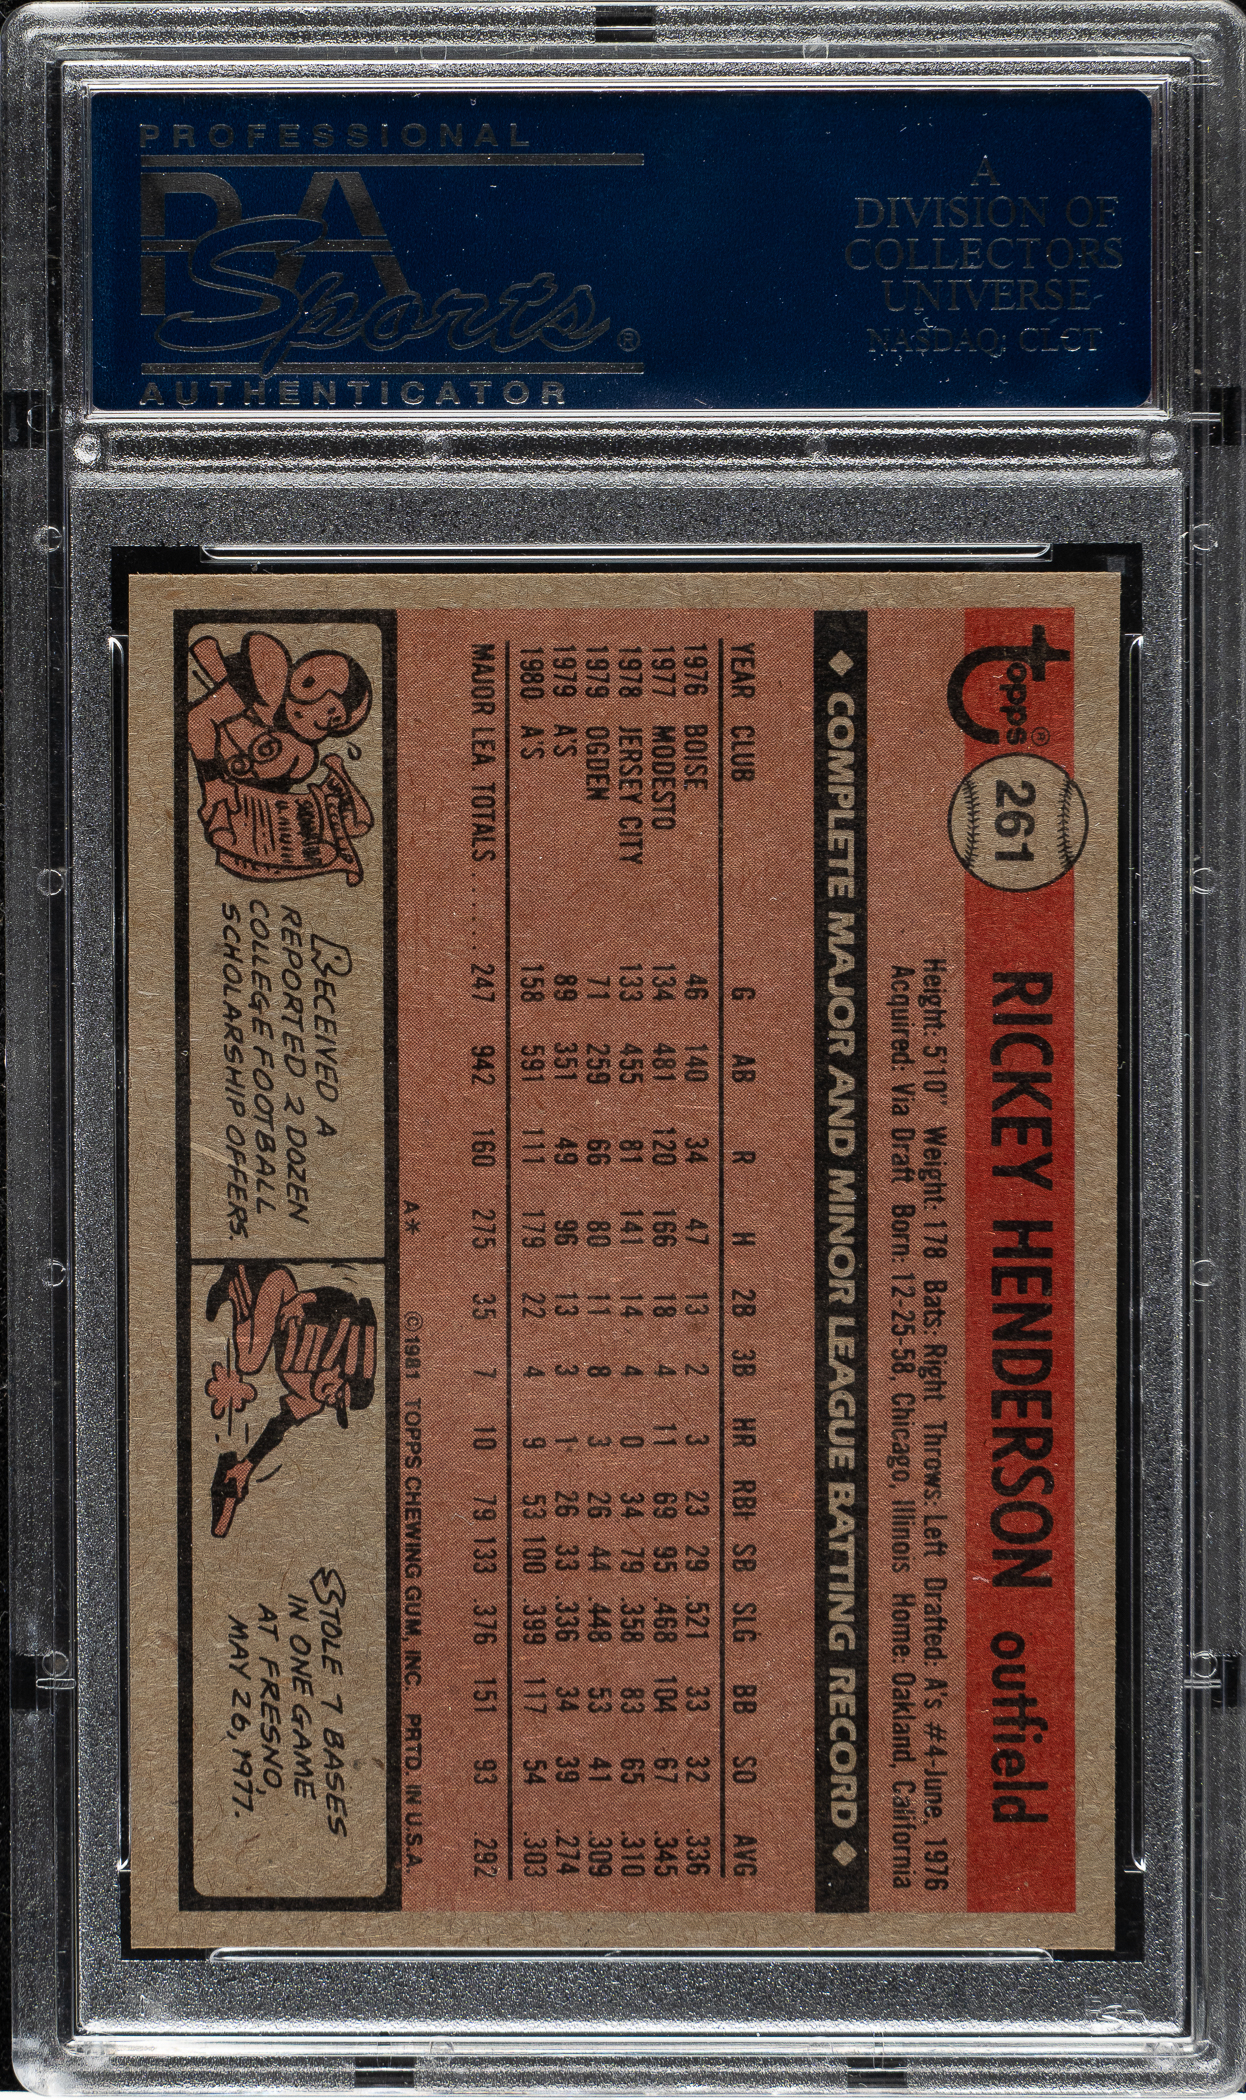 PROFESSIONAL
PSA
Sports®
AUTHENTICATOR
A
DIVISION OF
COLLECTORS
UNIVERSE
NASDAQ: CLCT
topps®
261
RICKEY HENDERSON outfield
Height: 5'10" Weight: 178 Bats: Right Throws: Left Drafted: A's #4-June, 1976
Acquired: Via Draft Born: 12-25-58, Chicago, Illinois Home: Oakland, California
◆ COMPLETE MAJOR AND MINOR LEAGUE BATTING RECORD ◆
YEAR CLUB G AB R H 2B 3B HR RBI SB SLG BB SO AVG
1976 BOISE 46 140 34 47 13 2 3 23 29 .521 33 32 .336
1977 MODESTO 134 481 120 166 18 4 11 69 95 .468 104 67 .345
1978 JERSEY CITY 133 455 81 141 14 4 0 34 79 .358 83 65 .310
1979 OGDEN 71 259 66 80 11 8 3 26 44 .448 53 41 .309
1979 A'S 89 351 49 96 13 3 1 26 33 .336 34 39 .274
1980 A'S 158 591 111 179 22 4 9 53 100 .399 117 54 .303
MAJOR LEA TOTALS..... 247 942 160 275 35 7 10 79 133 .376 151 93 .292
A* ©1981 TOPPS CHEWING GUM, INC. PRTD. IN U.S.A.
RECEIVED A
REPORTED 2 DOZEN
COLLEGE FOOTBALL
SCHOLARSHIP OFFERS.
STOLE 7 BASES
IN ONE GAME
AT FRESNO,
MAY 26, 1977.